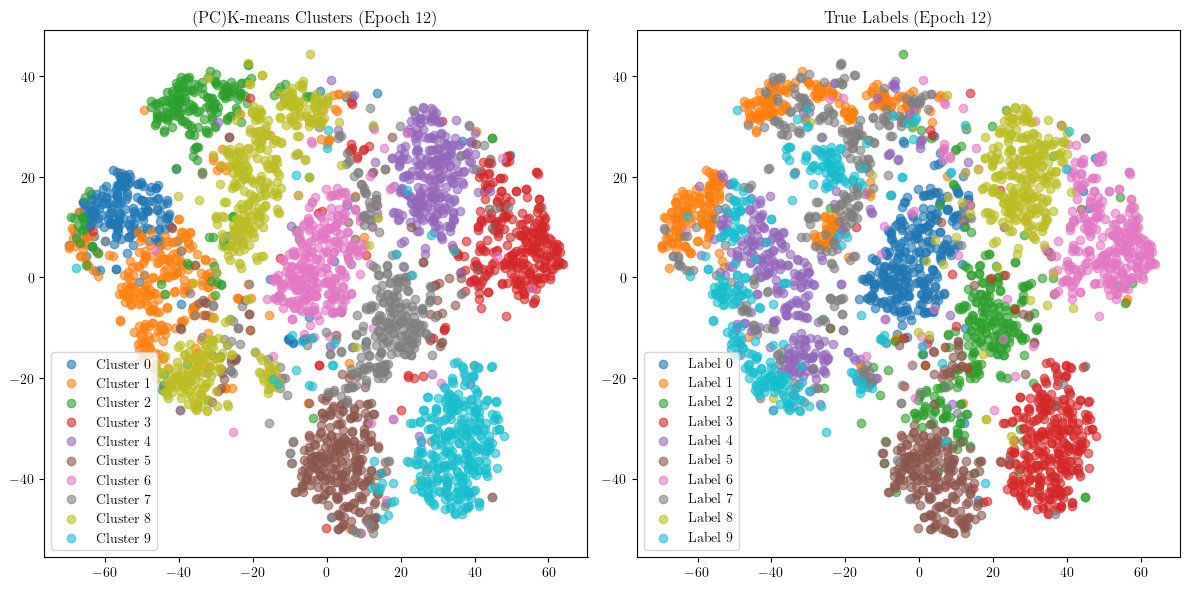 (PC)K-means Clusters (Epoch 12)
40
20
0
−20
−40
Cluster 0
Cluster 1
Cluster 2
Cluster 3
Cluster 4
Cluster 5
Cluster 6
Cluster 7
Cluster 8
Cluster 9
−60 −40 −20 0 20 40 60
True Labels (Epoch 12)
40
20
0
−20
−40
Label 0
Label 1
Label 2
Label 3
Label 4
Label 5
Label 6
Label 7
Label 8
Label 9
−60 −40 −20 0 20 40 60